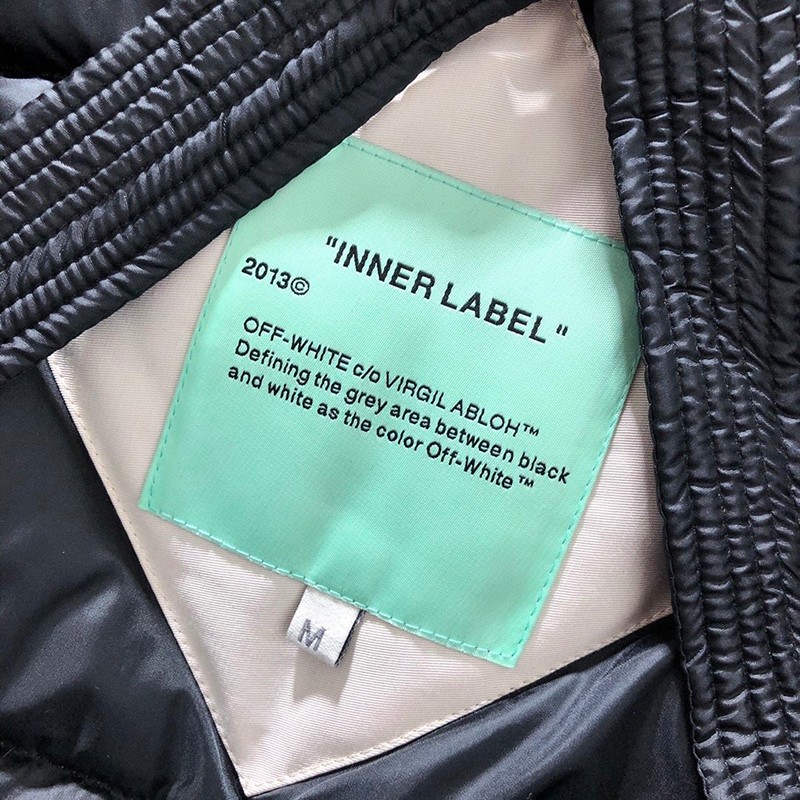 "INNER LABEL"
2013©
OFF-WHITE c/o VIRGIL ABLOH™
Defining the grey area between black
and white as the color Off-White™
M